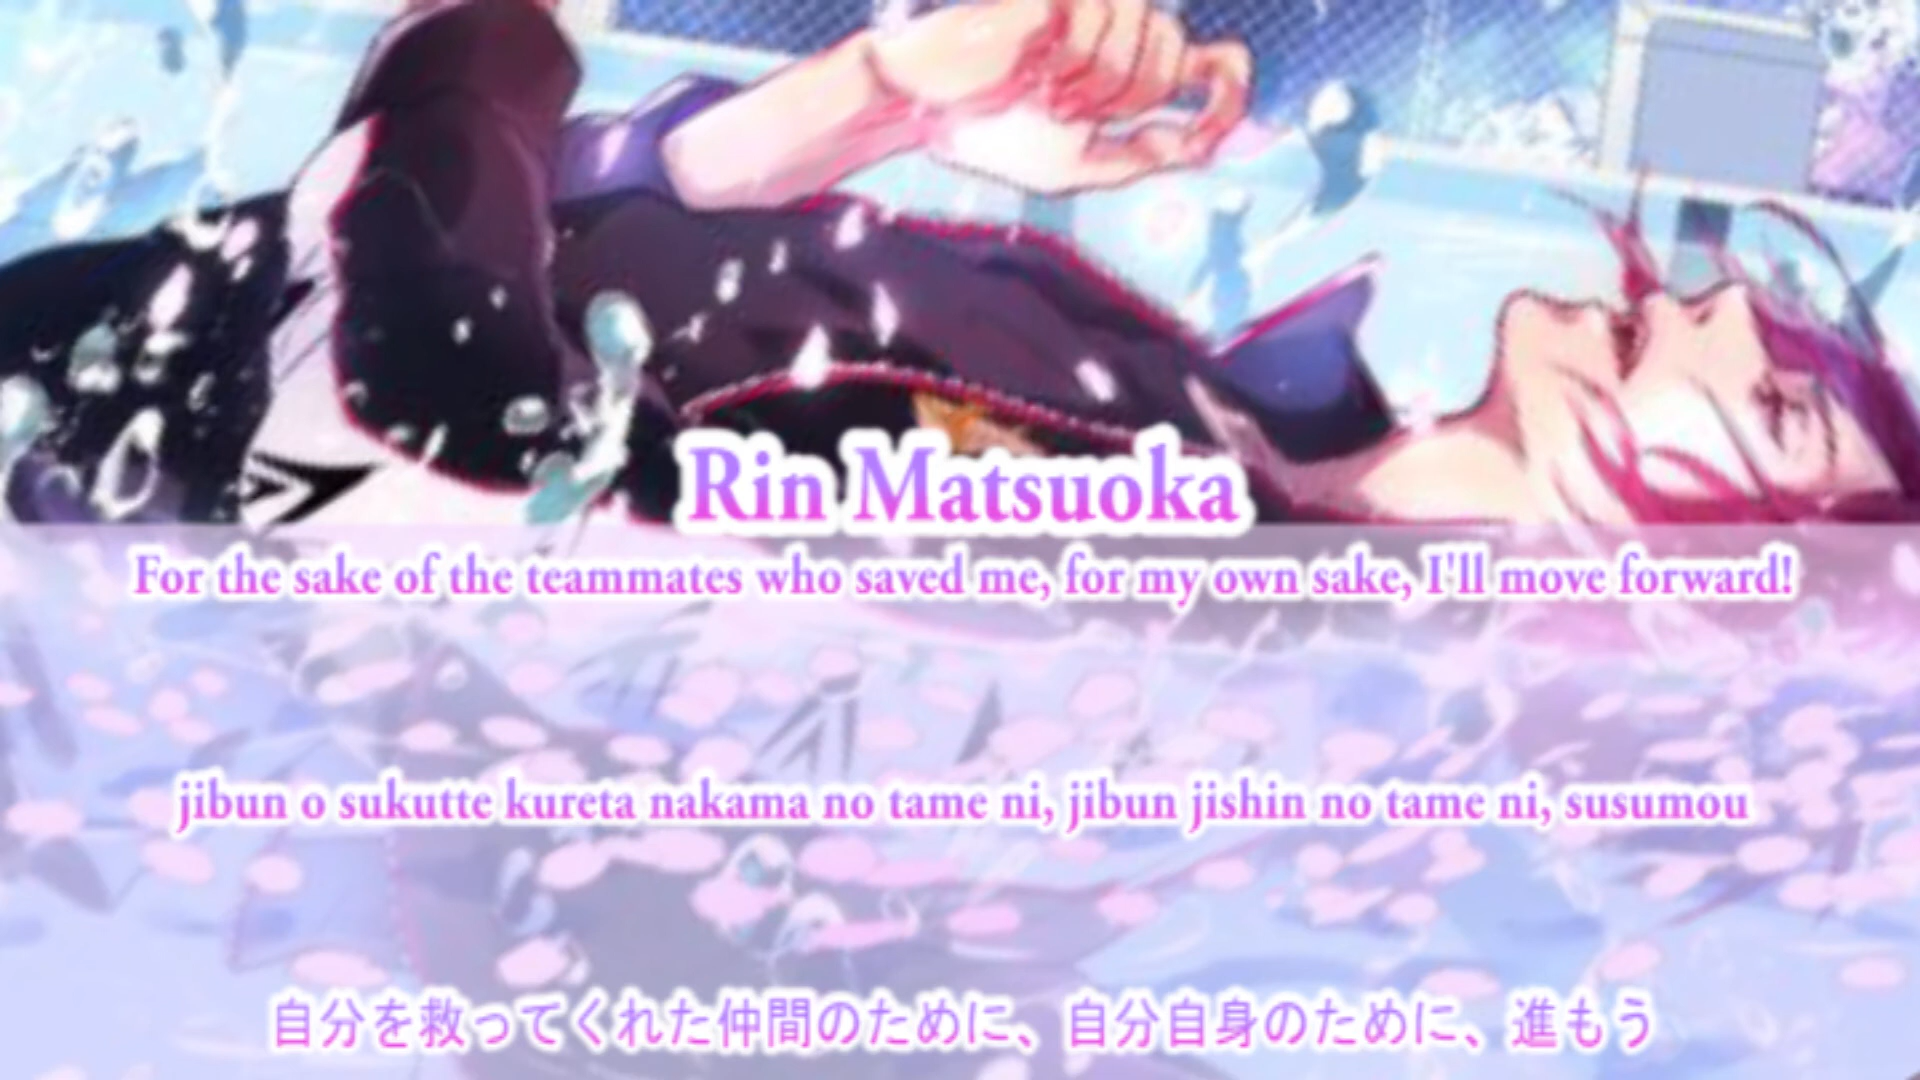 Rin Matsuoka
For the sake of the teammates who saved me, for my own sake, I'll move forward!
jibun o sukutte kureta nakama no tame ni, jibun jishin no tame ni, susumou
自分を救ってくれた仲間のために、自分自身のために、進もう